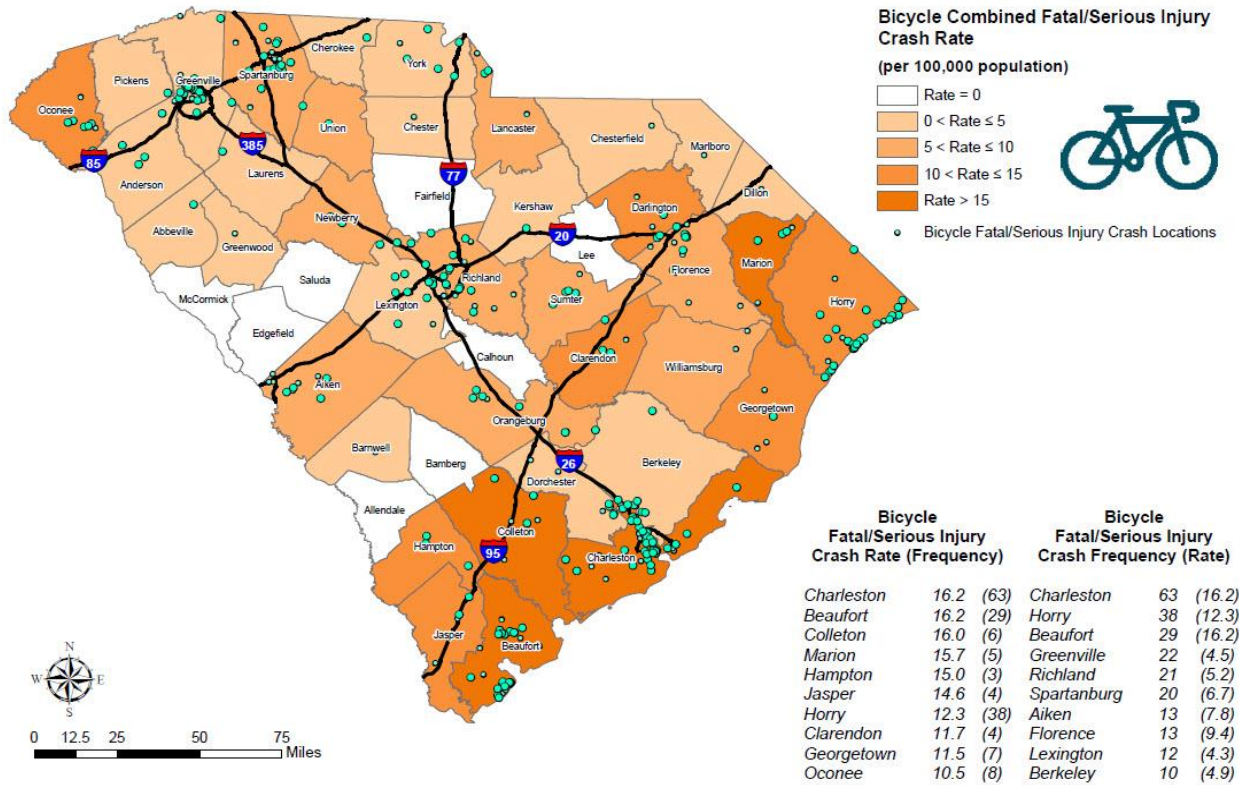 Bicycle Combined Fatal/Serious Injury
Crash Rate
(per 100,000 population)
Rate = 0
0 < Rate ≤ 5
5 < Rate ≤ 10
10 < Rate ≤ 15
Rate > 15
Bicycle Fatal/Serious Injury Crash Locations
Cherokee
York
Spartanburg
Greenville
Pickens
Oconee
Union
Chester
Lancaster
Chesterfield
Marlboro
385
85
77
Anderson
Laurens
Dillon
Fairfield
Kershaw
Darlington
Newberry
Abbeville
Greenwood
20
Lee
Marion
Florence
Saluda
Richland
McCormick
Lexington
Sumter
Horry
Edgefield
Calhoun
Clarendon
Williamsburg
Aiken
Georgetown
Orangeburg
Barnwell
Bamberg
26
Berkeley
Dorchester
Allendale
Colleton
Hampton
95
Charleston
Jasper
Beaufort
N
W E
S
0 12.5 25 50 75
Miles
Bicycle
Fatal/Serious Injury
Crash Rate (Frequency)
Charleston 16.2 (63)
Beaufort 16.2 (29)
Colleton 16.0 (6)
Marion 15.7 (5)
Hampton 15.0 (3)
Jasper 14.6 (4)
Horry 12.3 (38)
Clarendon 11.7 (4)
Georgetown 11.5 (7)
Oconee 10.5 (8)
Bicycle
Fatal/Serious Injury
Crash Frequency (Rate)
Charleston 63 (16.2)
Horry 38 (12.3)
Beaufort 29 (16.2)
Greenville 22 (4.5)
Richland 21 (5.2)
Spartanburg 20 (6.7)
Aiken 13 (7.8)
Florence 13 (9.4)
Lexington 12 (4.3)
Berkeley 10 (4.9)